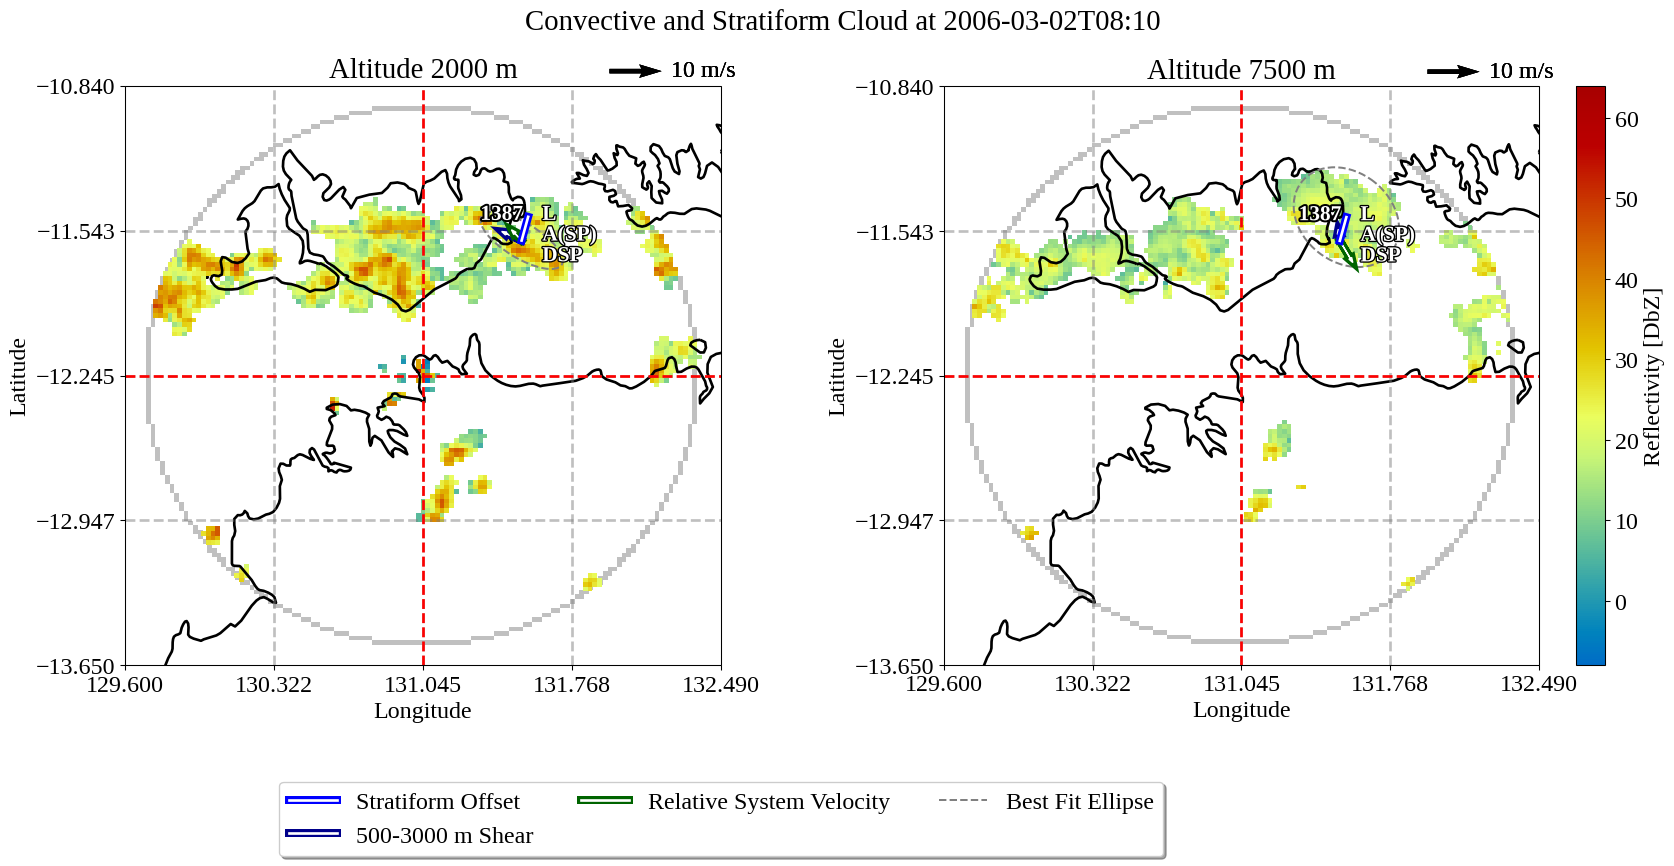 Convective and Stratiform Cloud at 2006-03-02T08:10
Altitude 2000 m
10 m/s
−10.840
−11.543
−12.245
−12.947
−13.650
129.600
130.322
131.045
131.768
132.490
Latitude
Longitude
1387
L
A(SP)
DSP
Altitude 7500 m
10 m/s
−10.840
−11.543
−12.245
−12.947
−13.650
129.600
130.322
131.045
131.768
132.490
Latitude
Longitude
1387
L
A(SP)
DSP
60
50
40
30
20
10
0
Reflectivity [DbZ]
Stratiform Offset
500-3000 m Shear
Relative System Velocity
Best Fit Ellipse